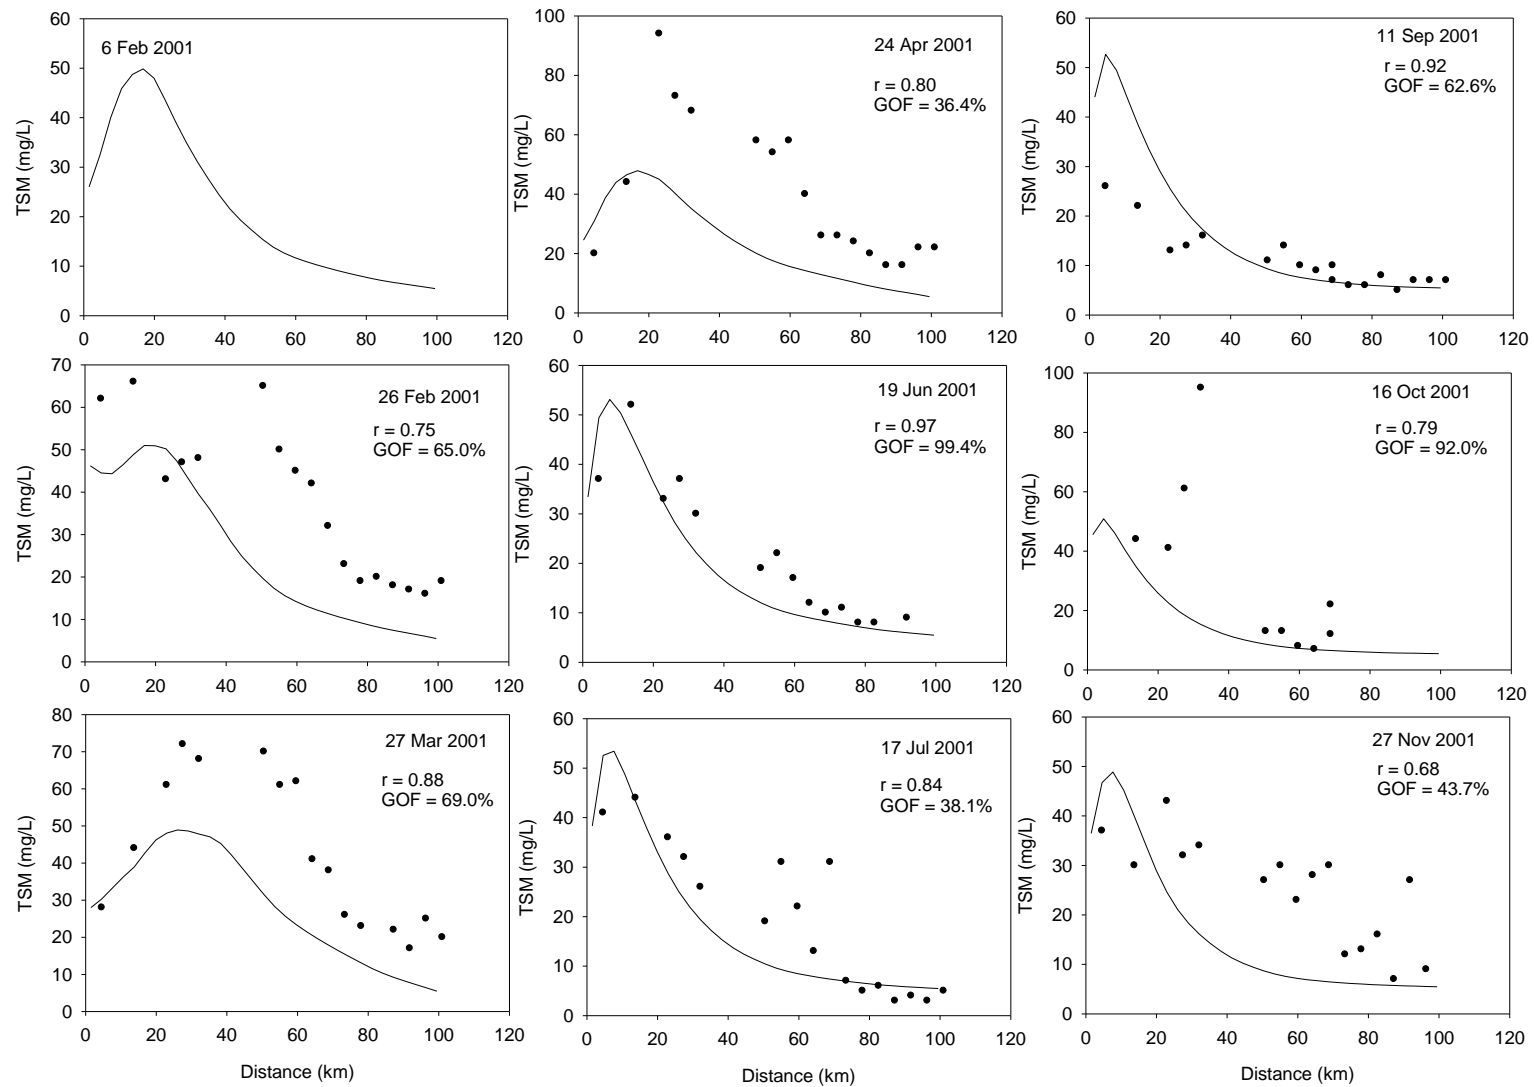 6 Feb 2001
TSM (mg/L)
60
50
40
30
20
10
0
0 20 40 60 80 100 120
24 Apr 2001
r = 0.80
GOF = 36.4%
TSM (mg/L)
100
80
60
40
20
0
0 20 40 60 80 100 120
11 Sep 2001
r = 0.92
GOF = 62.6%
TSM (mg/L)
60
50
40
30
20
10
0
0 20 40 60 80 100 120
26 Feb 2001
r = 0.75
GOF = 65.0%
TSM (mg/L)
70
60
50
40
30
20
10
0
0 20 40 60 80 100 120
19 Jun 2001
r = 0.97
GOF = 99.4%
TSM (mg/L)
60
50
40
30
20
10
0
0 20 40 60 80 100 120
16 Oct 2001
r = 0.79
GOF = 92.0%
TSM (mg/L)
100
80
60
40
20
0
0 20 40 60 80 100 120
27 Mar 2001
r = 0.88
GOF = 69.0%
TSM (mg/L)
80
70
60
50
40
30
20
10
0
0 20 40 60 80 100 120
Distance (km)
17 Jul 2001
r = 0.84
GOF = 38.1%
TSM (mg/L)
60
50
40
30
20
10
0
0 20 40 60 80 100 120
Distance (km)
27 Nov 2001
r = 0.68
GOF = 43.7%
TSM (mg/L)
60
50
40
30
20
10
0
0 20 40 60 80 100 120
Distance (km)